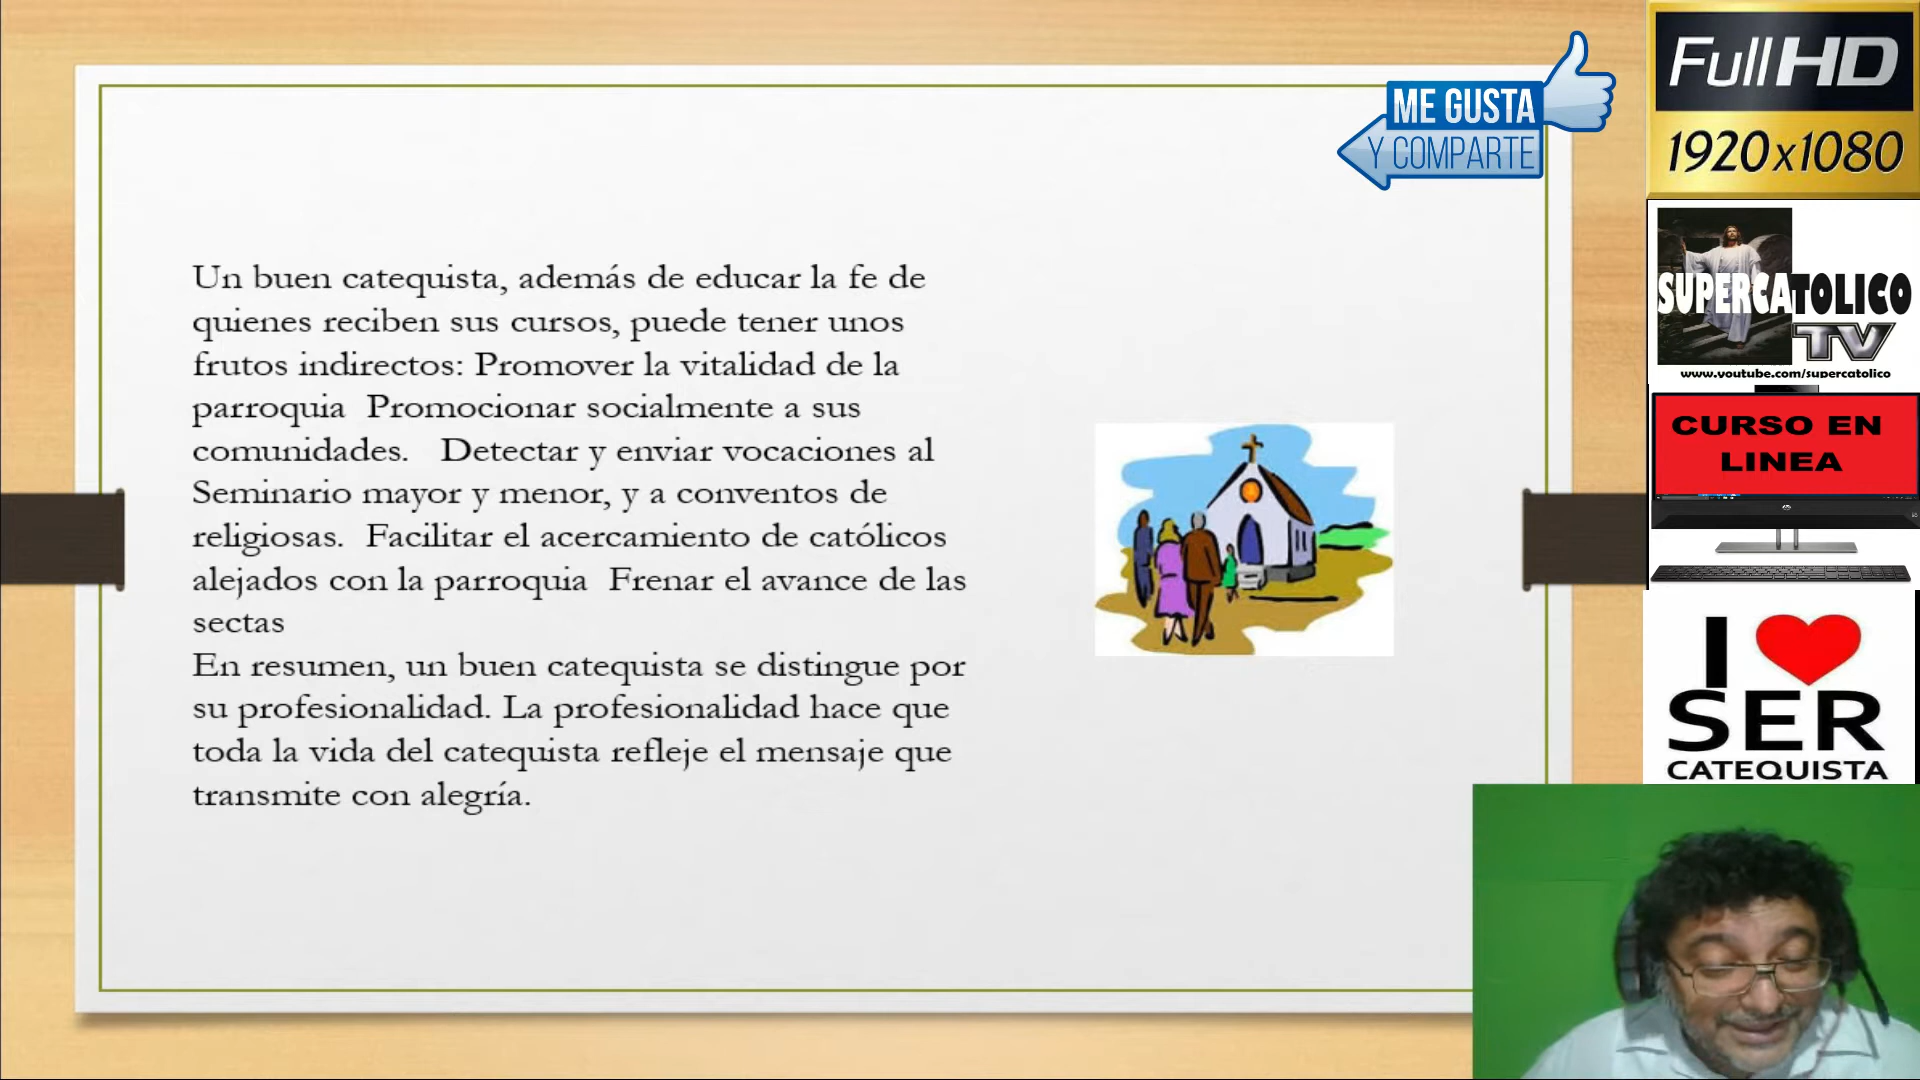 Un buen catequista, además de educar la fe de
quienes reciben sus cursos, puede tener unos
frutos indirectos: Promover la vitalidad de la
parroquia  Promocionar socialmente a sus
comunidades.   Detectar y enviar vocaciones al
Seminario mayor y menor, y a conventos de
religiosas.  Facilitar el acercamiento de católicos
alejados con la parroquia  Frenar el avance de las
sectas
En resumen, un buen catequista se distingue por
su profesionalidad. La profesionalidad hace que
toda la vida del catequista refleje el mensaje que
transmite con alegría.
ME GUSTA
Y COMPARTE
Full HD
1920x1080
SUPERCATOLICO
TV
www.youtube.com/supercatolico
CURSO EN
LINEA
hp
I
SER
CATEQUISTA